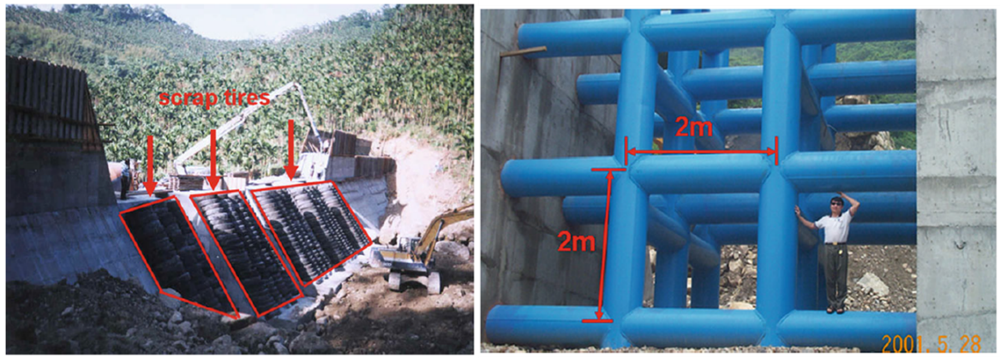 scrap tires
2m
2m
2001. 5. 28